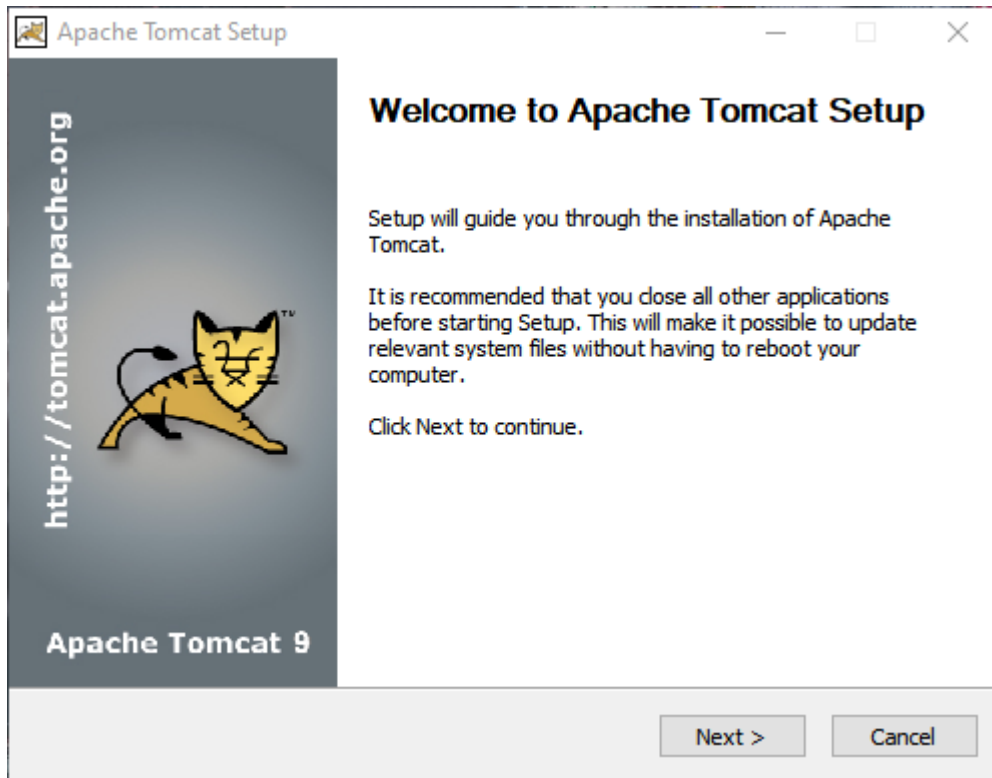 Apache Tomcat Setup
http://tomcat.apache.org
Apache Tomcat 9
Welcome to Apache Tomcat Setup
Setup will guide you through the installation of Apache
Tomcat.
It is recommended that you close all other applications
before starting Setup. This will make it possible to update
relevant system files without having to reboot your
computer.
Click Next to continue.
TM
Next >
Cancel